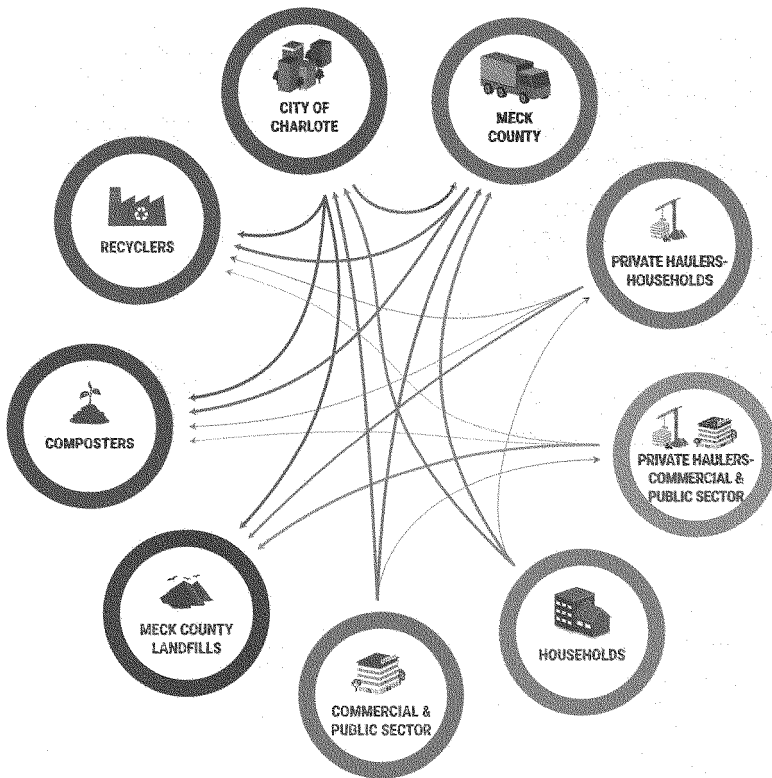 CITY OF
CHARLOTE
MECK
COUNTY
RECYCLERS
PRIVATE HAULERS-
HOUSEHOLDS
COMPOSTERS
PRIVATE HAULERS-
COMMERCIAL &
PUBLIC SECTOR
MECK COUNTY
LANDFILLS
HOUSEHOLDS
COMMERCIAL &
PUBLIC SECTOR